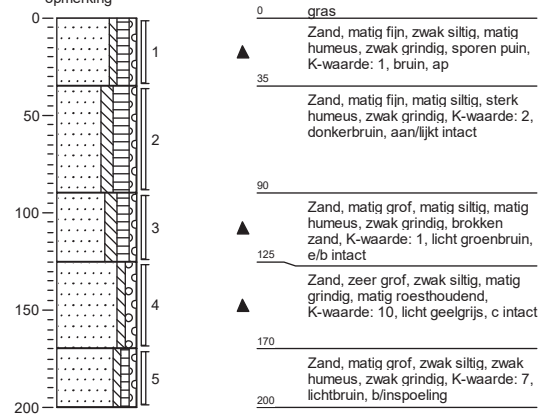 opmerking
0
50
100
150
200
1
2
3
4
5
0
gras
Zand, matig fijn, zwak siltig, matig
humeus, zwak grindig, sporen puin,
K-waarde: 1, bruin, ap
35
Zand, matig fijn, matig siltig, sterk
humeus, zwak grindig, K-waarde: 2,
donkerbruin, aan/lijkt intact
90
Zand, matig grof, matig siltig, matig
humeus, zwak grindig, brokken
zand, K-waarde: 1, licht groenbruin,
e/b intact
125
Zand, zeer grof, zwak siltig, matig
grindig, matig roesthoudend,
K-waarde: 10, licht geelgrijs, c intact
170
Zand, matig grof, zwak siltig, zwak
humeus, zwak grindig, K-waarde: 7,
lichtbruin, b/inspoeling
200